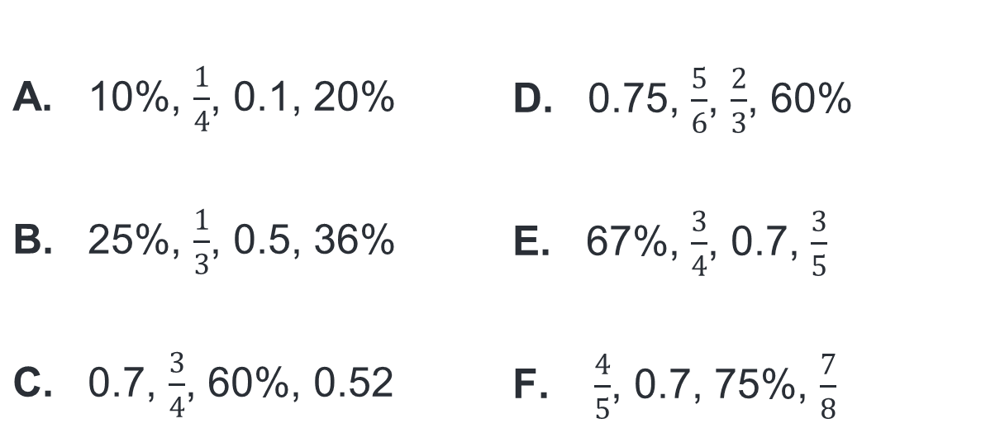 A. 10%, 1/4, 0.1, 20%
B. 25%, 1/3, 0.5, 36%
C. 0.7, 3/4, 60%, 0.52
D. 0.75, 5/6, 2/3, 60%
E. 67%, 3/4, 0.7, 3/5
F. 4/5, 0.7, 75%, 7/8